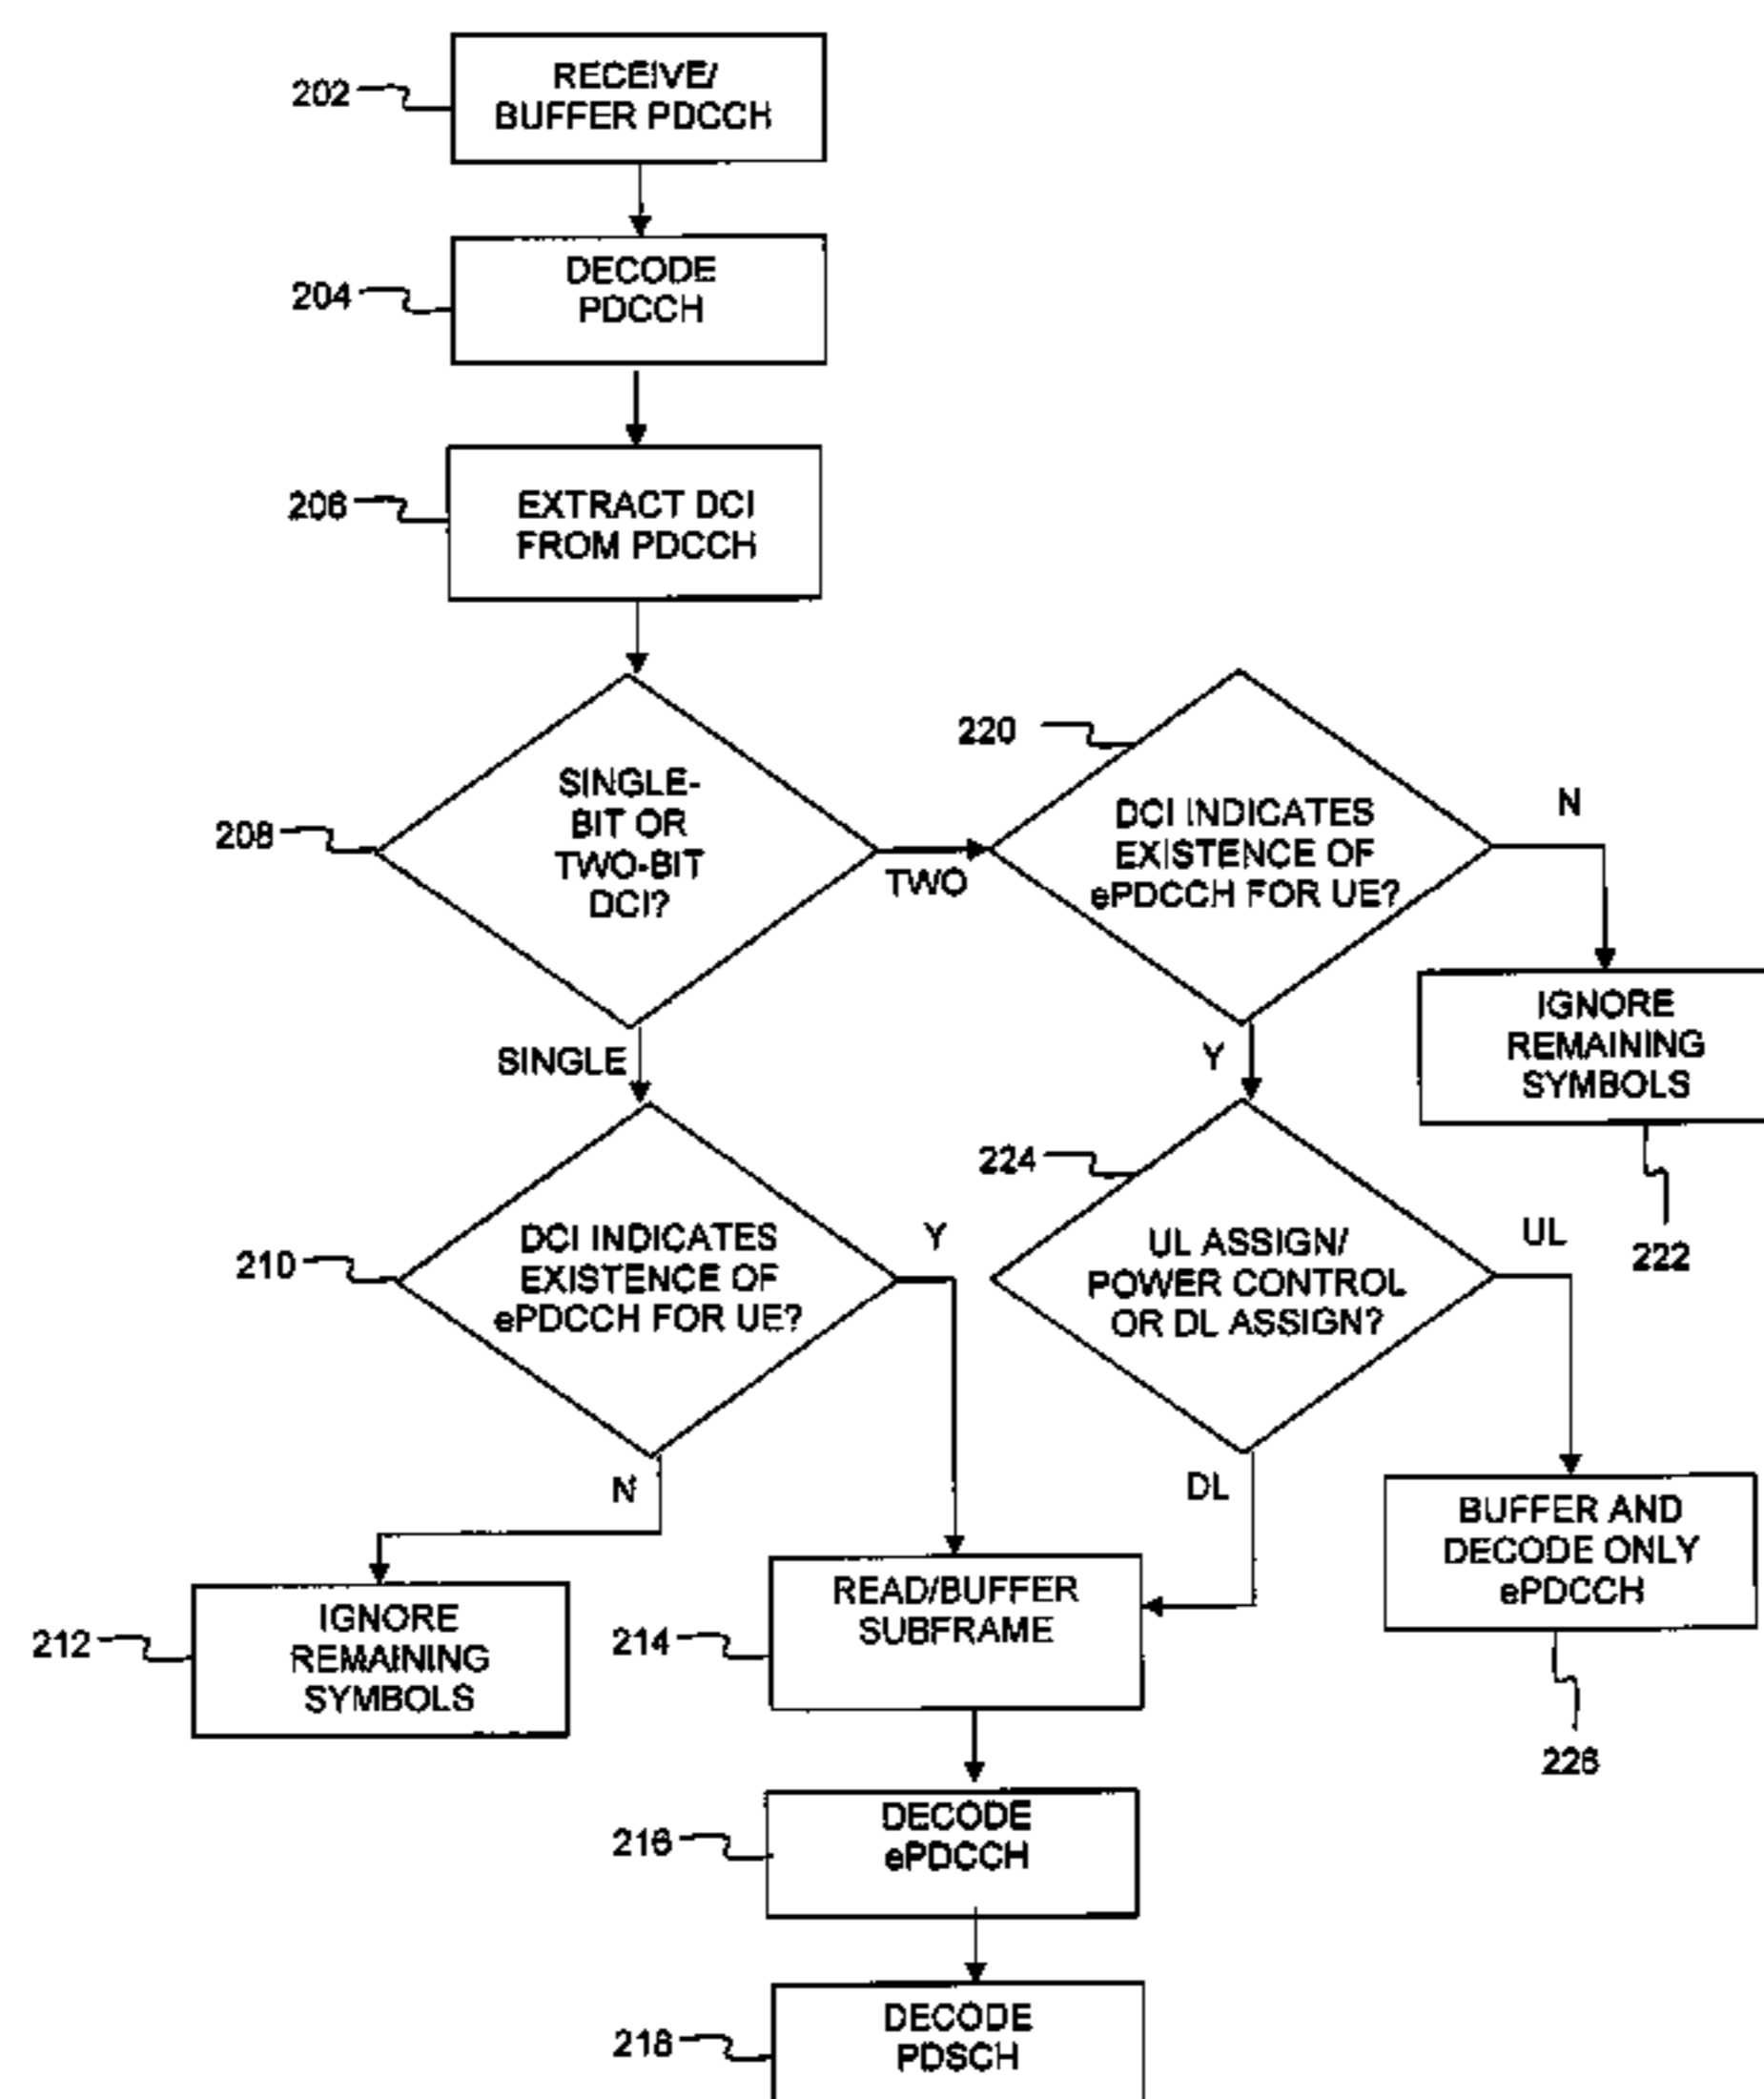 202
RECEIVE/
BUFFER PDCCH
204
DECODE
PDCCH
206
EXTRACT DCI
FROM PDCCH
208
SINGLE-
BIT OR
TWO-BIT
DCI?
TWO
SINGLE
220
DCI INDICATES
EXISTENCE OF
ePDCCH FOR UE?
N
Y
IGNORE
REMAINING
SYMBOLS
222
210
DCI INDICATES
EXISTENCE OF
ePDCCH FOR UE?
Y
N
224
UL ASSIGN/
POWER CONTROL
OR DL ASSIGN?
UL
DL
212
IGNORE
REMAINING
SYMBOLS
214
READ/BUFFER
SUBFRAME
BUFFER AND
DECODE ONLY
ePDCCH
226
216
DECODE
ePDCCH
218
DECODE
PDSCH